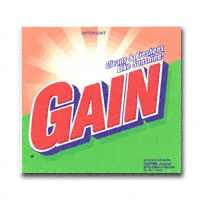 DETERGENT
Cleans & Freshens
Like Sunshine!
GAIN